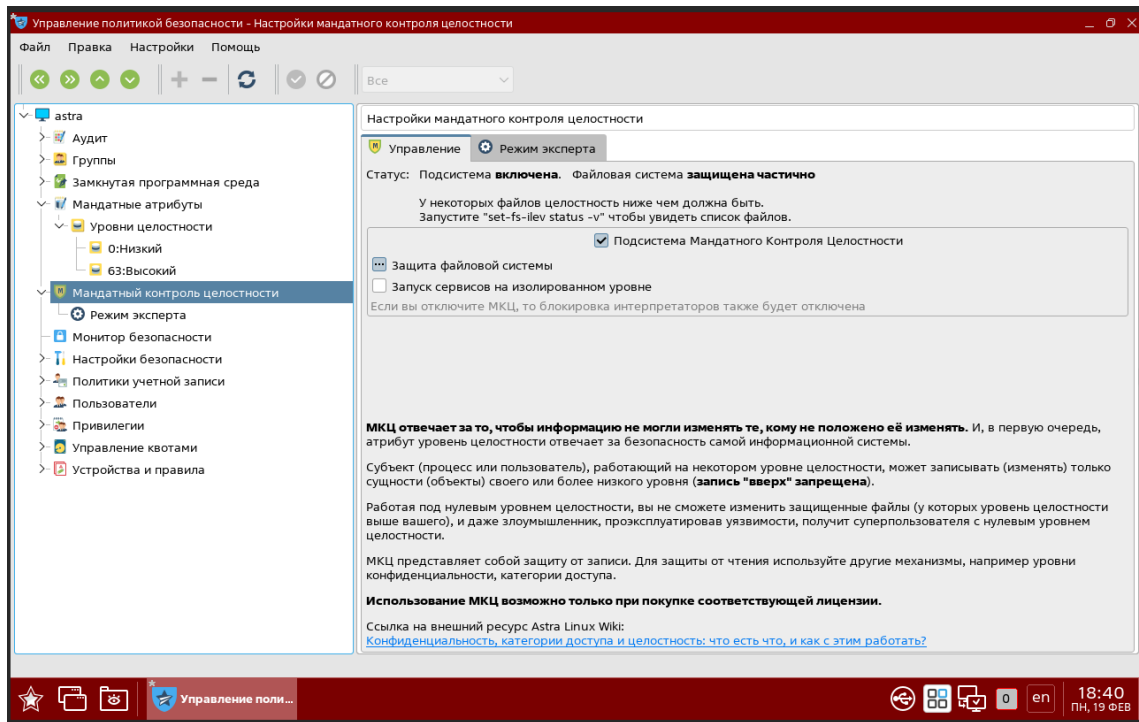 Управление политикой безопасности - Настройки мандатного контроля целостности
Файл Правка Настройки Помощь
Все
astra
Аудит
Группы
Замкнутая программная среда
Мандатные атрибуты
Уровни целостности
0:Низкий
63:Высокий
Мандатный контроль целостности
Режим эксперта
Монитор безопасности
Настройки безопасности
Политики учетной записи
Пользователи
Привилегии
Управление квотами
Устройства и правила
Настройки мандатного контроля целостности
Управление Режим эксперта
Статус: Подсистема включена. Файловая система защищена частично
У некоторых файлов целостность ниже чем должна быть.
Запустите "set-fs-ilev status -v" чтобы увидеть список файлов.
Подсистема Мандатного Контроля Целостности
Защита файловой системы
Запуск сервисов на изолированном уровне
Если вы отключите МКЦ, то блокировка интерпретаторов также будет отключена
МКЦ отвечает за то, чтобы информацию не могли изменять те, кому не положено её изменять. И, в первую очередь,
атрибут уровень целостности отвечает за безопасность самой информационной системы.
Субъект (процесс или пользователь), работающий на некотором уровне целостности, может записывать (изменять) только
сущности (объекты) своего или более низкого уровня (запись "вверх" запрещена).
Работая под нулевым уровнем целостности, вы не сможете изменить защищенные файлы (у которых уровень целостности
выше вашего), и даже злоумышленник, проэксплуатировав уязвимости, получит суперпользователя с нулевым уровнем
целостности.
МКЦ представляет собой защиту от записи. Для защиты от чтения используйте другие механизмы, например уровни
конфиденциальности, категории доступа.
Использование МКЦ возможно только при покупке соответствующей лицензии.
Ссылка на внешний ресурс Astra Linux Wiki:
Конфиденциальность, категории доступа и целостность: что есть что, и как с этим работать?
Управление поли...
0
en
18:40
ПН, 19 ФЕВ